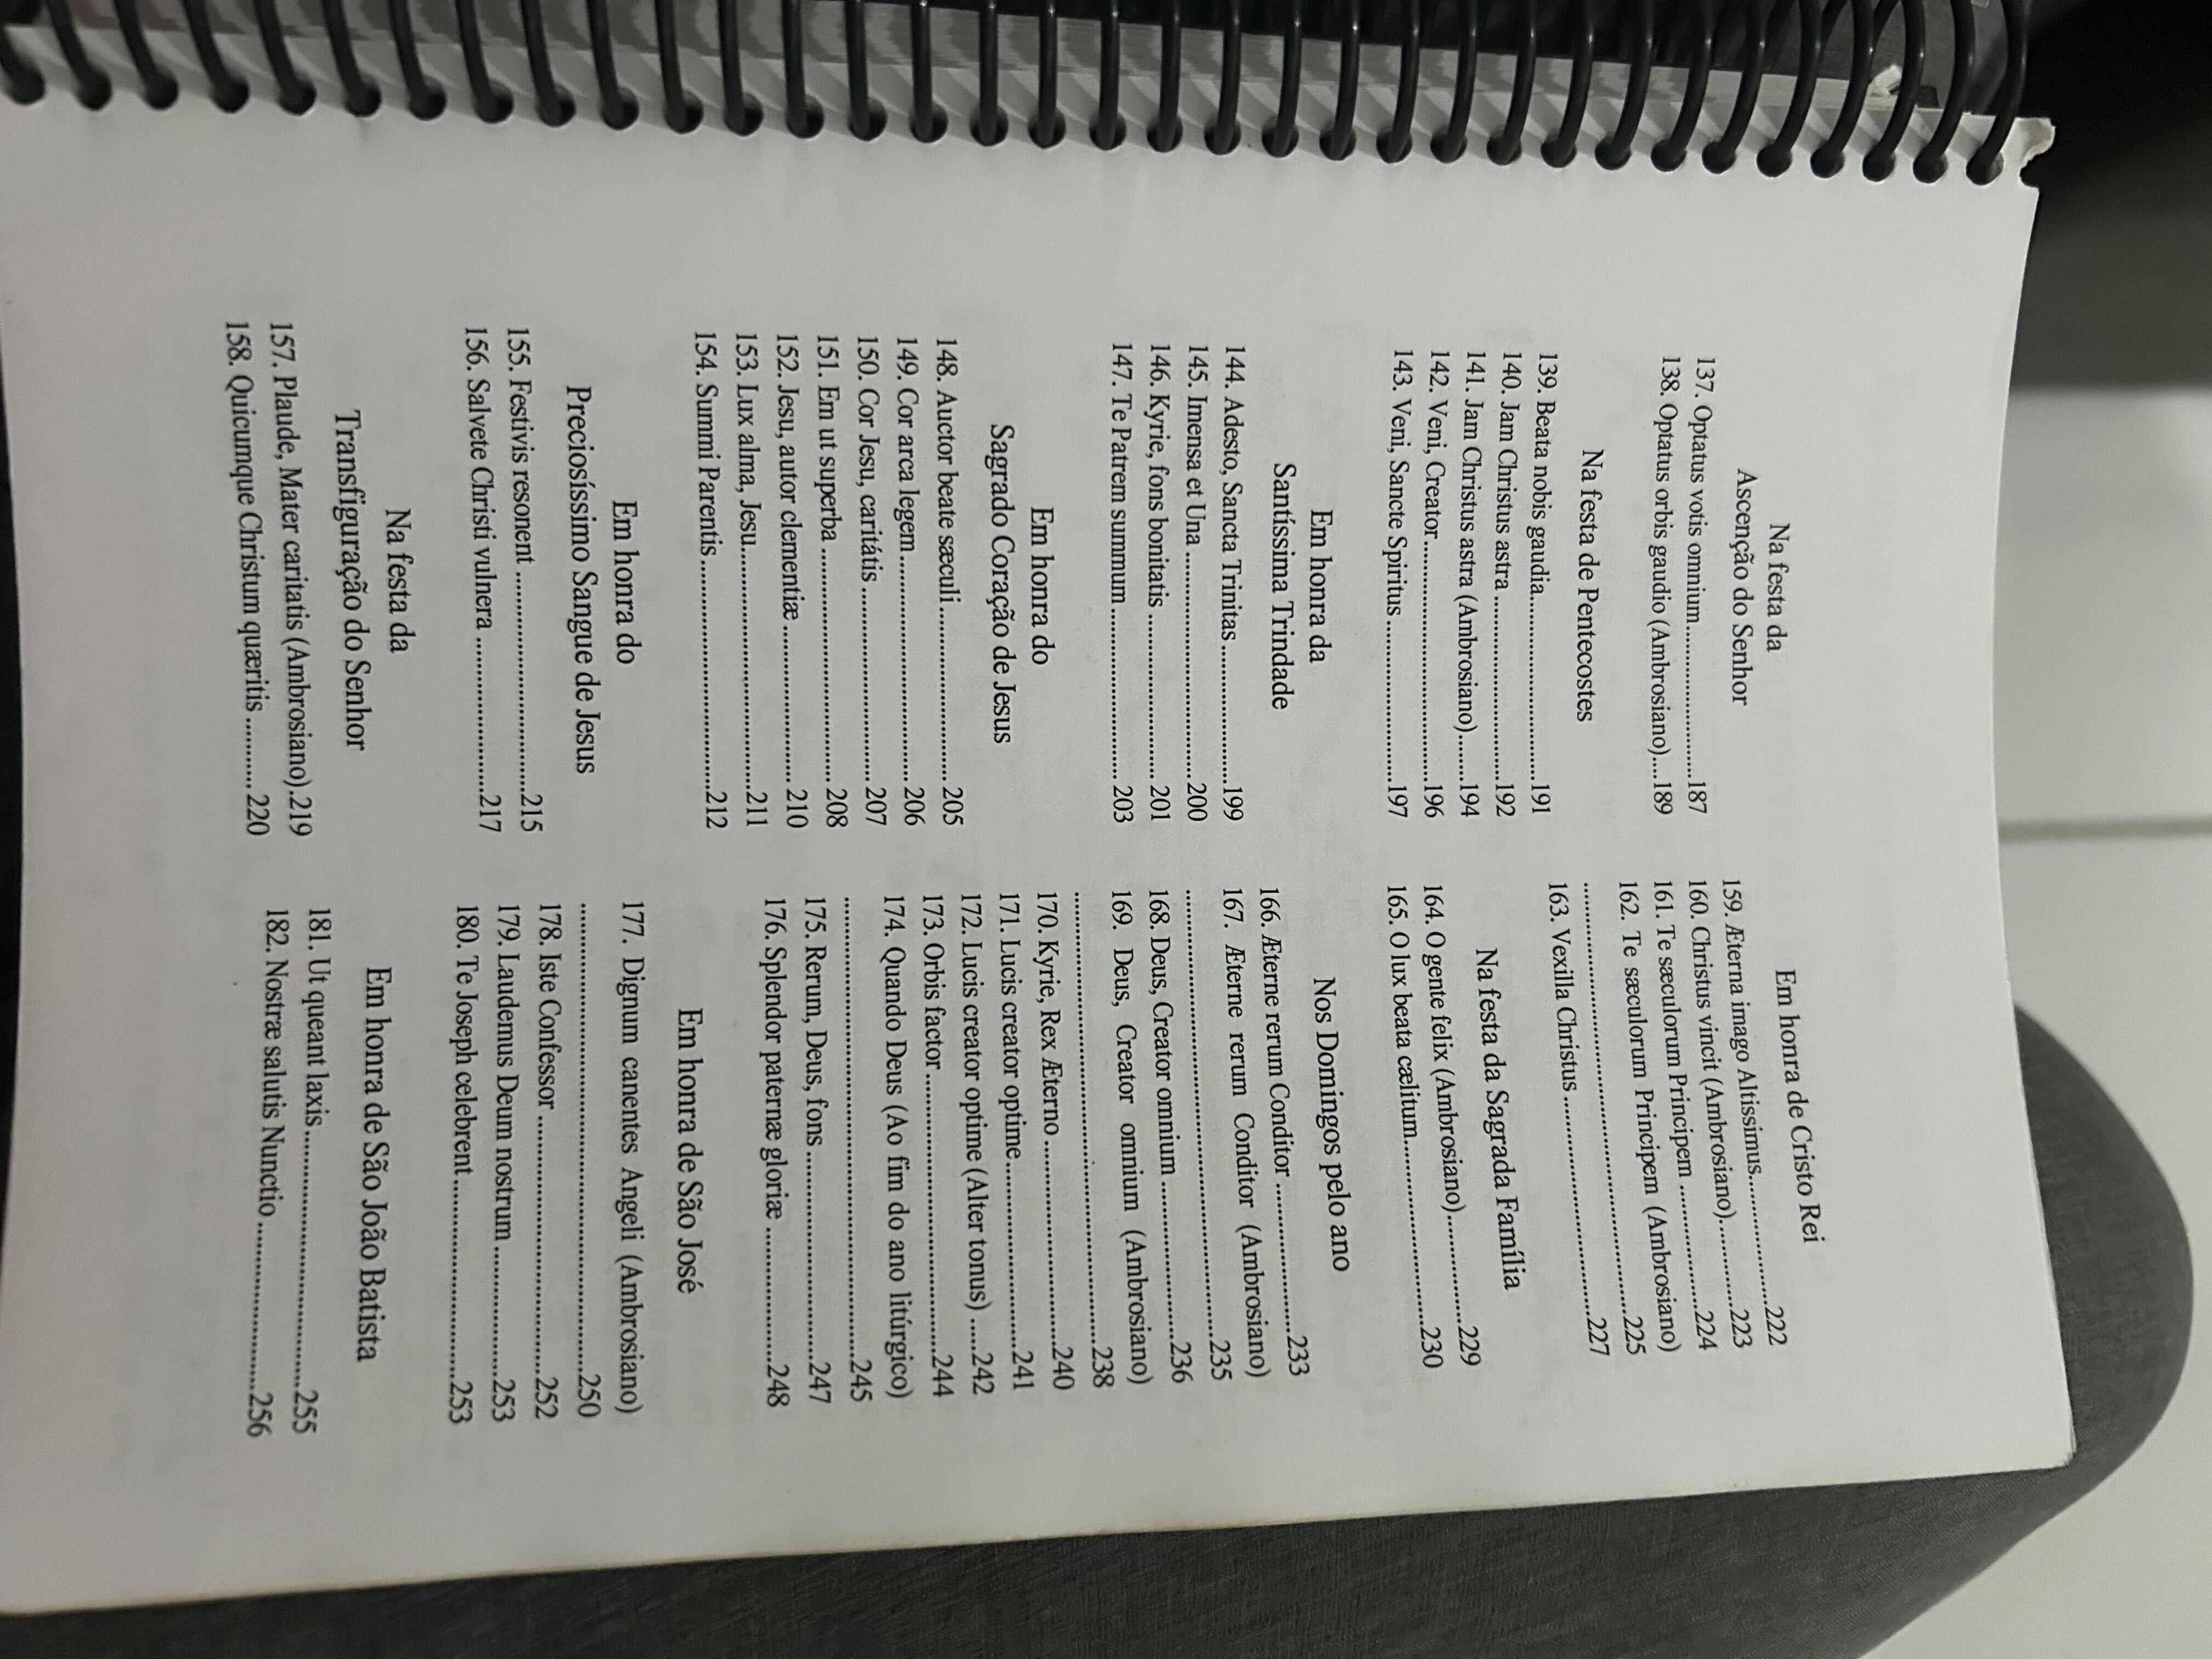 Na festa da
Ascenção do Senhor
137. Optatus votis omnium....................187
138. Optatus orbis gaudio (Ambrosiano)...189
Na festa de Pentecostes
139. Beata nobis gaudia..........................191
140. Jam Christus astra ..........................192
141. Jam Christus astra (Ambrosiano)......194
142. Veni, Creator..................................196
143. Veni, Sancte Spiritus ......................197
Em honra da
Santíssima Trindade
144. Adesto, Sancta Trinitas ....................199
145. Imensa et Una ................................200
146. Kyrie, fons bonitatis ........................201
147. Te Patrem summum ........................203
Em honra do
Sagrado Coração de Jesus
148. Auctor beate sæculi.........................205
149. Cor arca legem...............................206
150. Cor Jesu, caritátis ..........................207
151. Em ut superba ................................208
152. Jesu, autor clementiæ .....................210
153. Lux alma, Jesu................................211
154. Summi Parentis ..............................212
Em honra do
Preciosíssimo Sangue de Jesus
155. Festivis resonent .............................215
156. Salvete Christi vulnera ....................217
Na festa da
Transfiguração do Senhor
157. Plaude, Mater caritatis (Ambrosiano).219
158. Quicumque Christum quæritis ..........220
Em honra de Cristo Rei
159. Æterna imago Altissimus..................222
160. Christus vincit (Ambrosiano)............223
161. Te sæculorum Principem .................224
162. Te sæculorum Principem (Ambrosiano)
..........................................................225
163. Vexilla Christus ..............................227
Na festa da Sagrada Família
164. O gente felix (Ambrosiano)..............229
165. O lux beata cælitum........................230
Nos Domingos pelo ano
166. Æterne rerum Conditor ....................233
167. Æterne rerum Conditor (Ambrosiano)
..........................................................235
168. Deus, Creator omnium ....................236
169. Deus, Creator omnium (Ambrosiano)
..........................................................238
170. Kyrie, Rex Æterno ..........................240
171. Lucis creator optime........................241
172. Lucis creator optime (Alter tonus) .....242
173. Orbis factor....................................244
174. Quando Deus (Ao fim do ano litúrgico)
..........................................................245
175. Rerum, Deus, fons ..........................247
176. Splendor paternæ gloriæ .................248
Em honra de São José
177. Dignum canentes Angeli (Ambrosiano)
..........................................................250
178. Iste Confessor ................................252
179. Laudemus Deum nostrum ................253
180. Te Joseph celebrent.........................253
Em honra de São João Batista
181. Ut queant laxis................................255
182. Nostræ salutis Nunctio ....................256